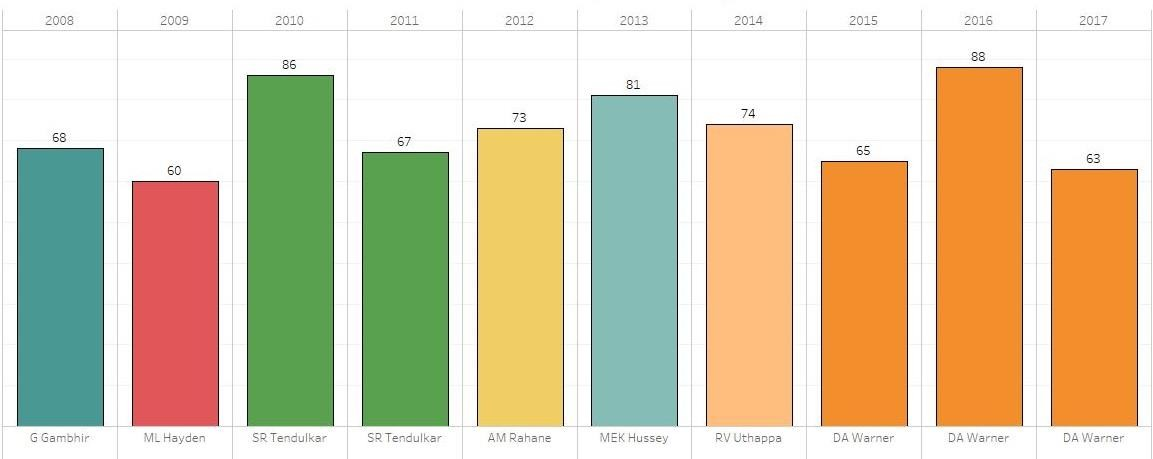 2008 2009 2010 2011 2012 2013 2014 2015 2016 2017
68 60 86 67 73 81 74 65 88 63
G Gambhir ML Hayden SR Tendulkar SR Tendulkar AM Rahane MEK Hussey RV Uthappa DA Warner DA Warner DA Warner